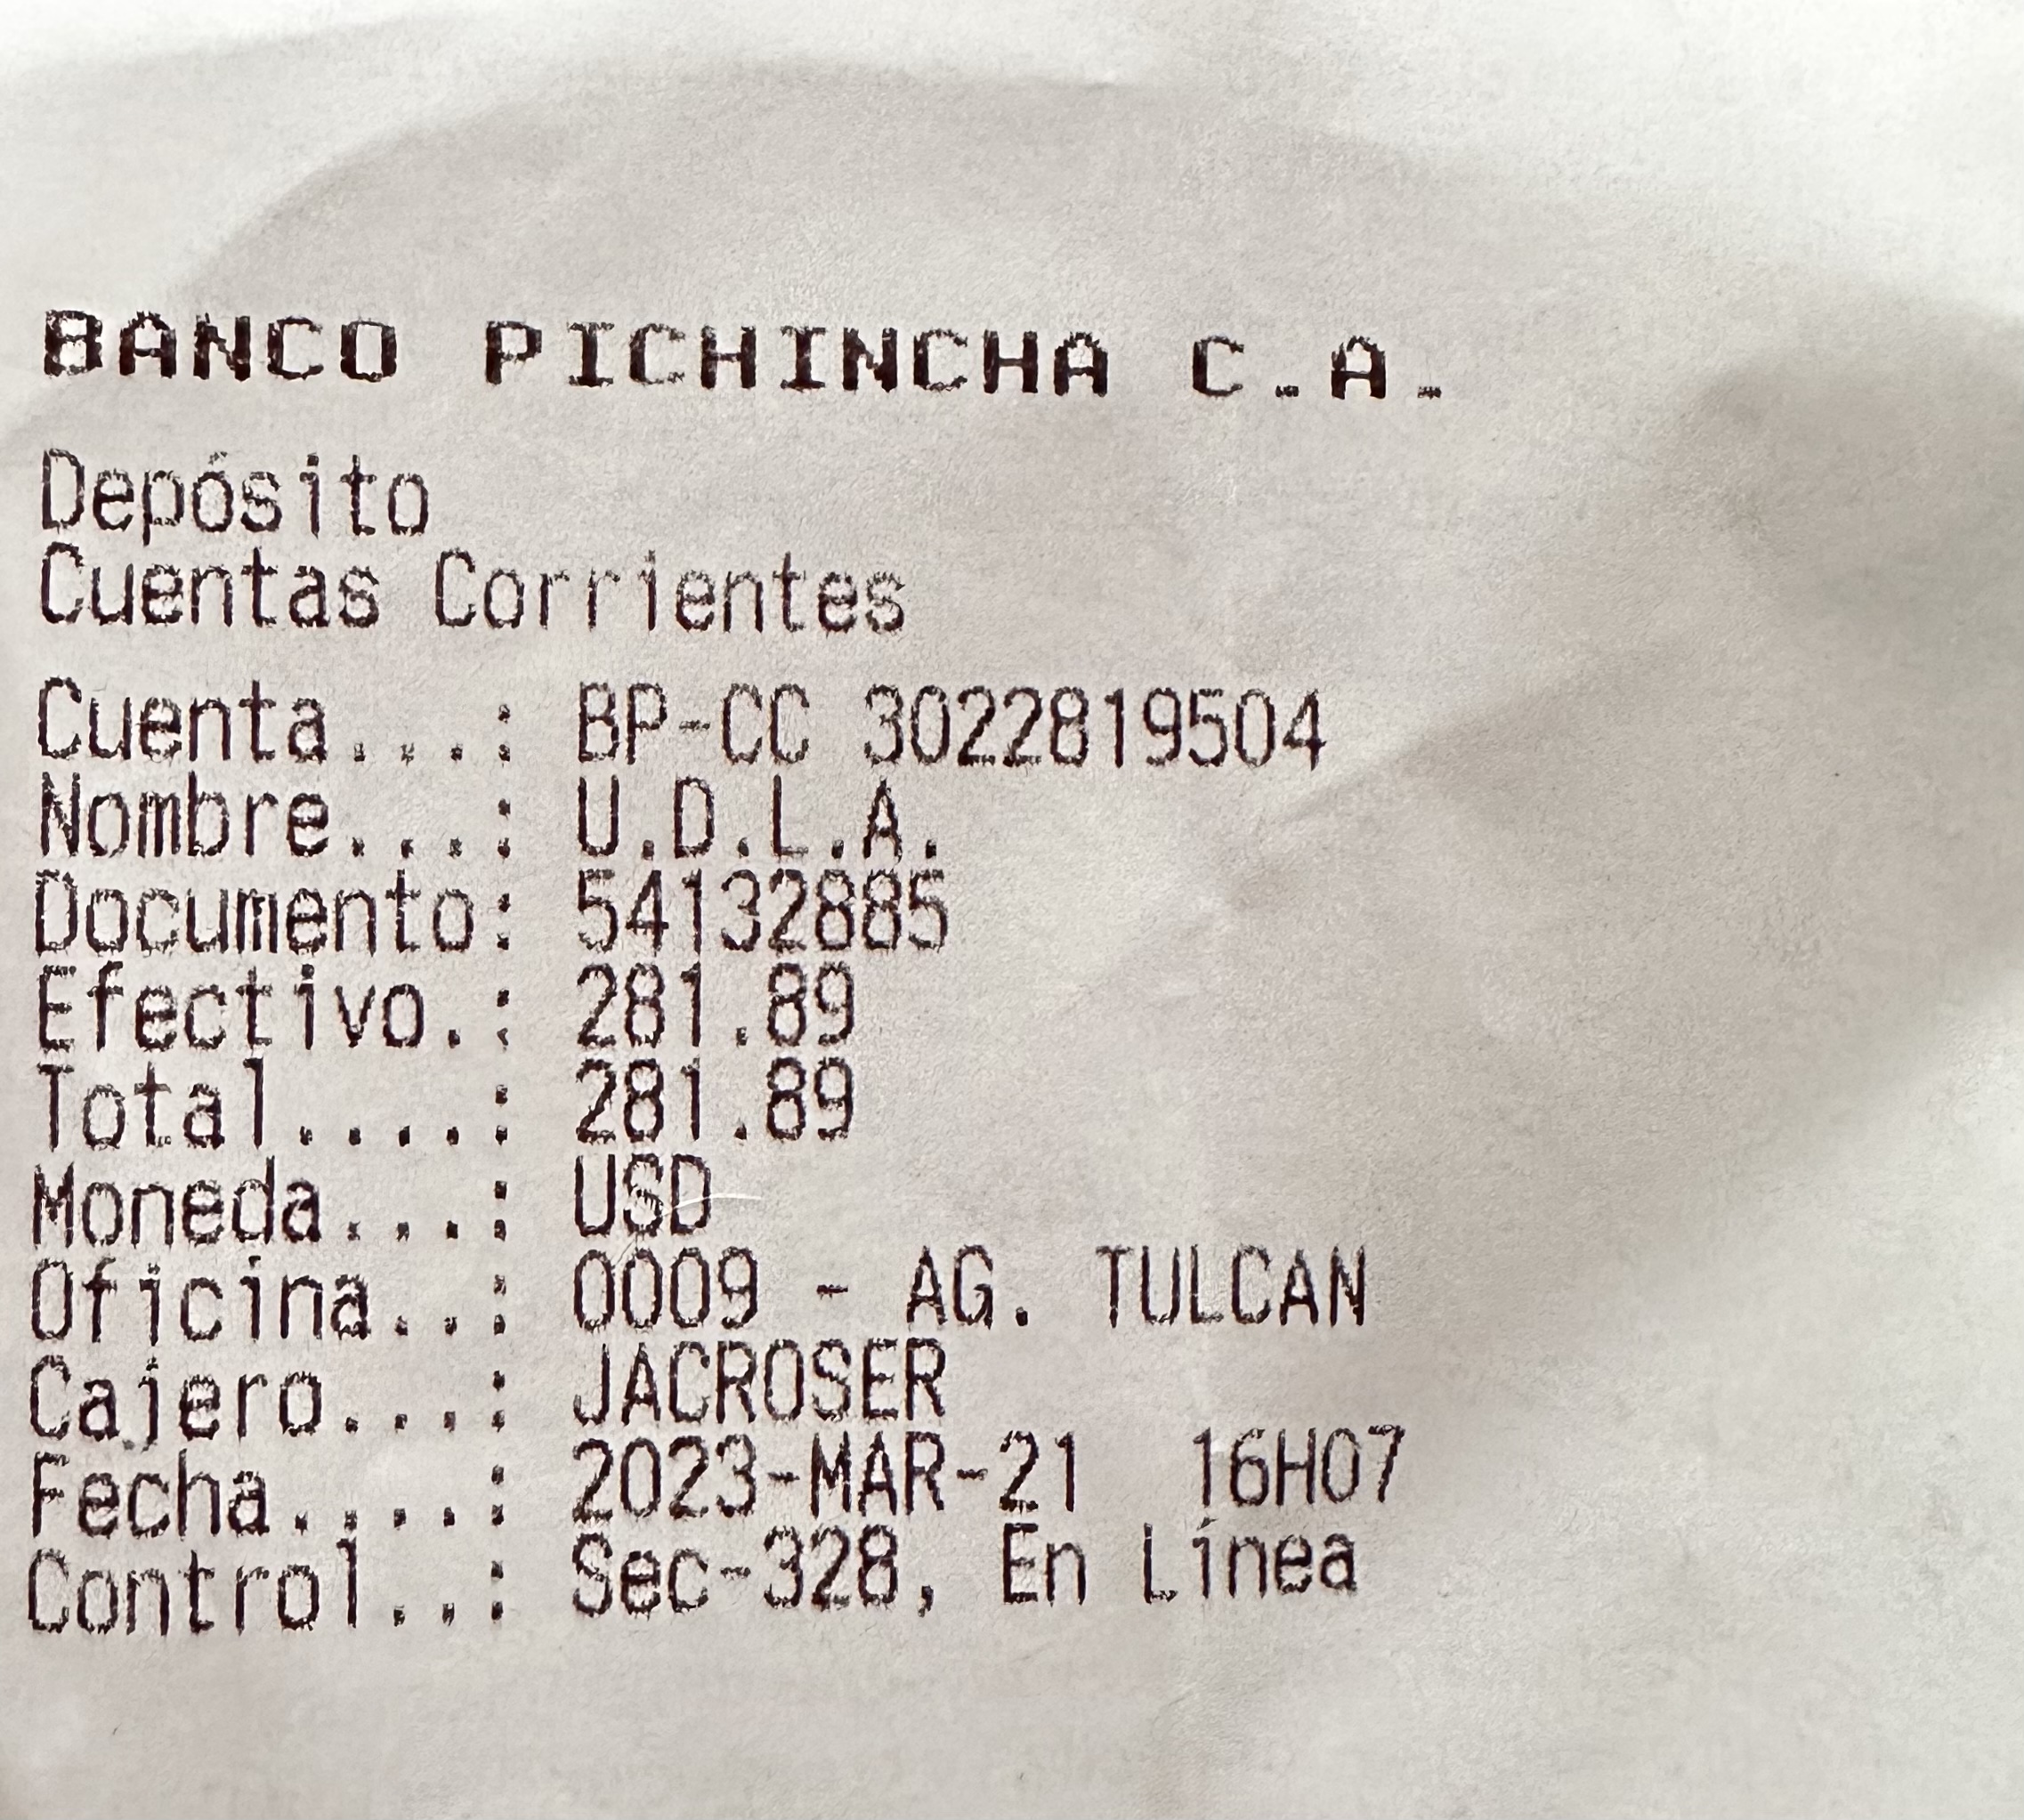 BANCO PICHINCHA C.A.
Depósito
Cuentas Corrientes
Cuenta...: BP-CC 3022819504
Nombre...: U.D.L.A.
Documento: 54132885
Efectivo.: 281.89
Total....: 281.89
Moneda...: USD
Oficina..: 0009 - AG. TULCAN
Cajero...: JACROSER
Fecha....: 2023-MAR-21 16H07
Control..: Sec-328, En Línea